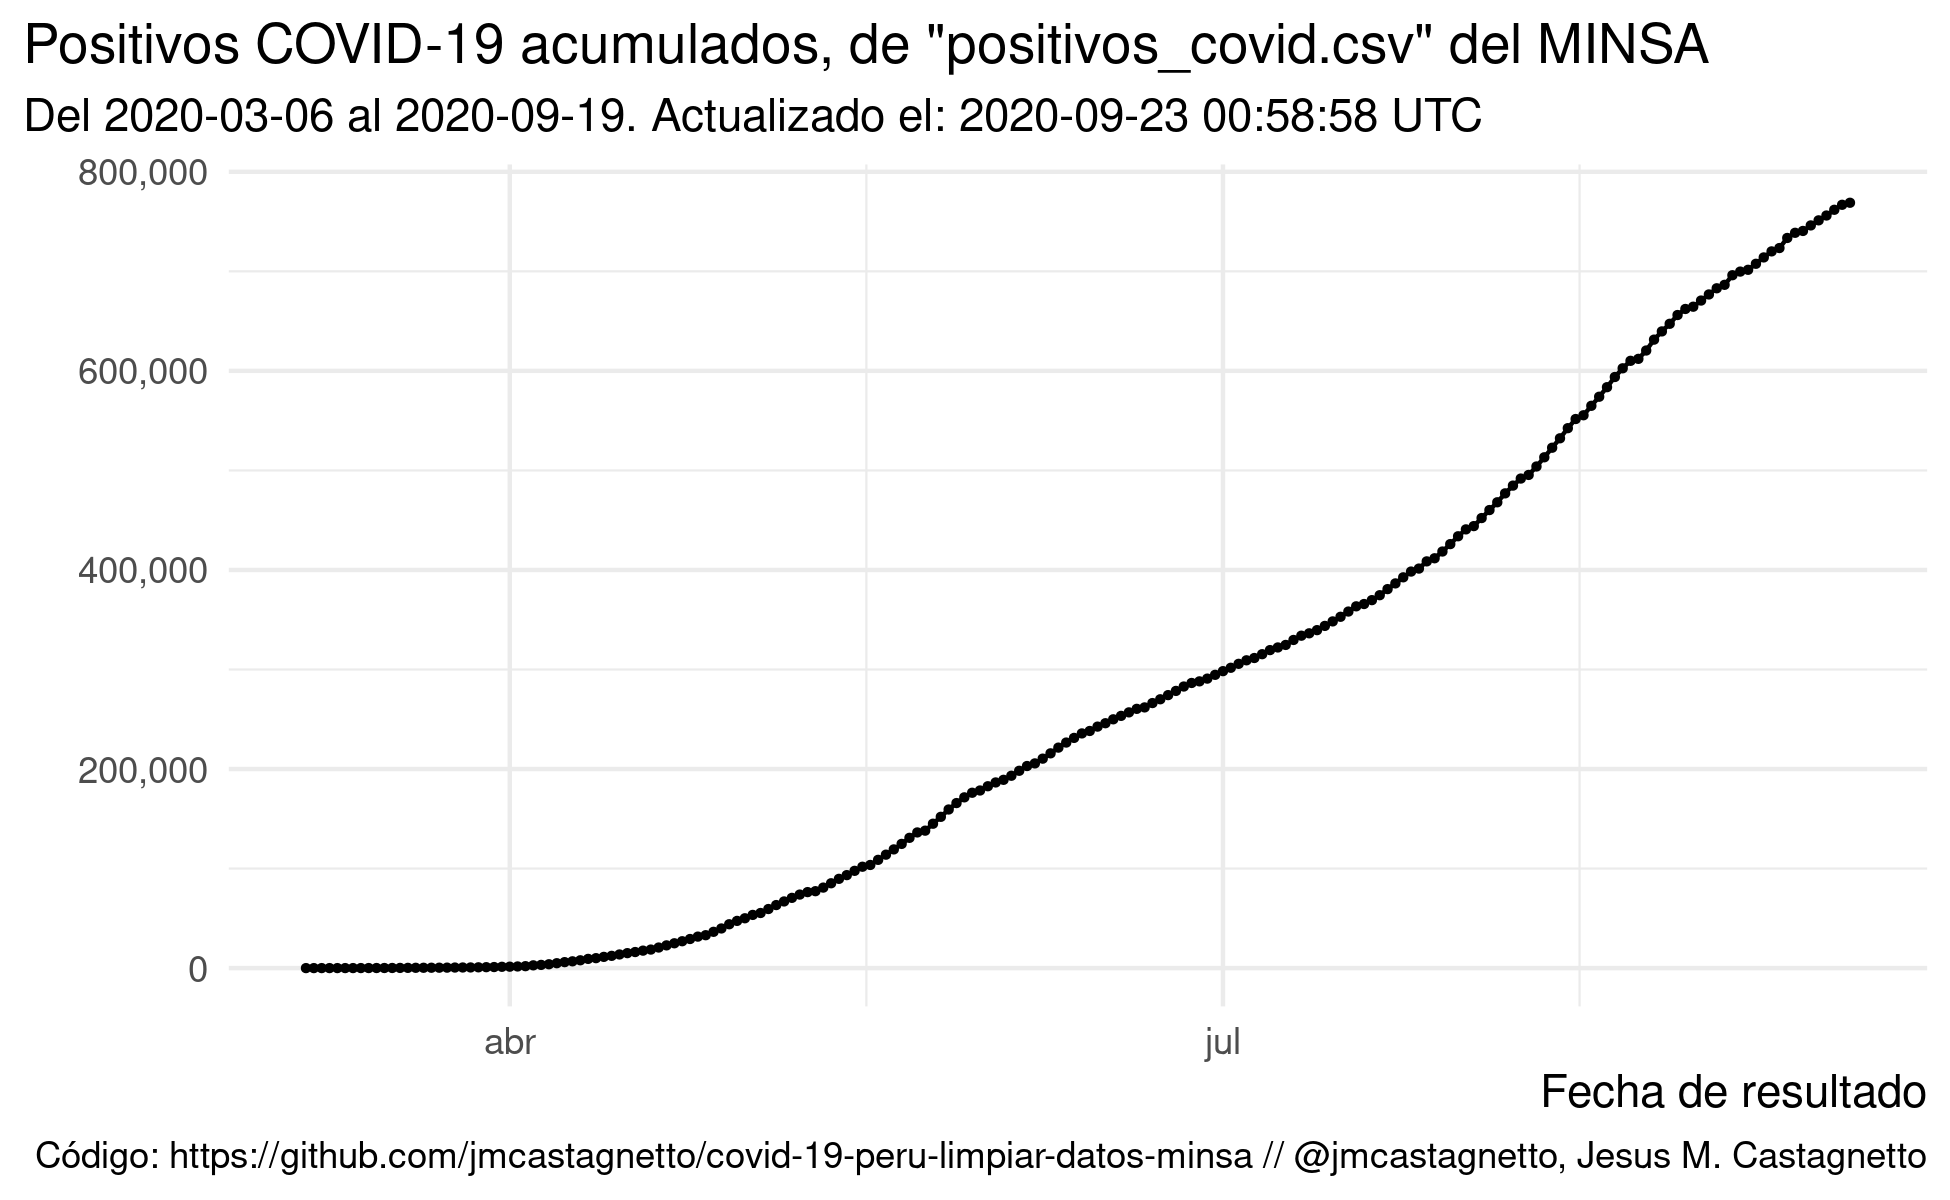 Positivos COVID-19 acumulados, de "positivos_covid.csv" del MINSA
Del 2020-03-06 al 2020-09-19. Actualizado el: 2020-09-23 00:58:58 UTC
800,000
600,000
400,000
200,000
0
abr
jul
Fecha de resultado
Código: https://github.com/jmcastagnetto/covid-19-peru-limpiar-datos-minsa // @jmcastagnetto, Jesus M. Castagnetto